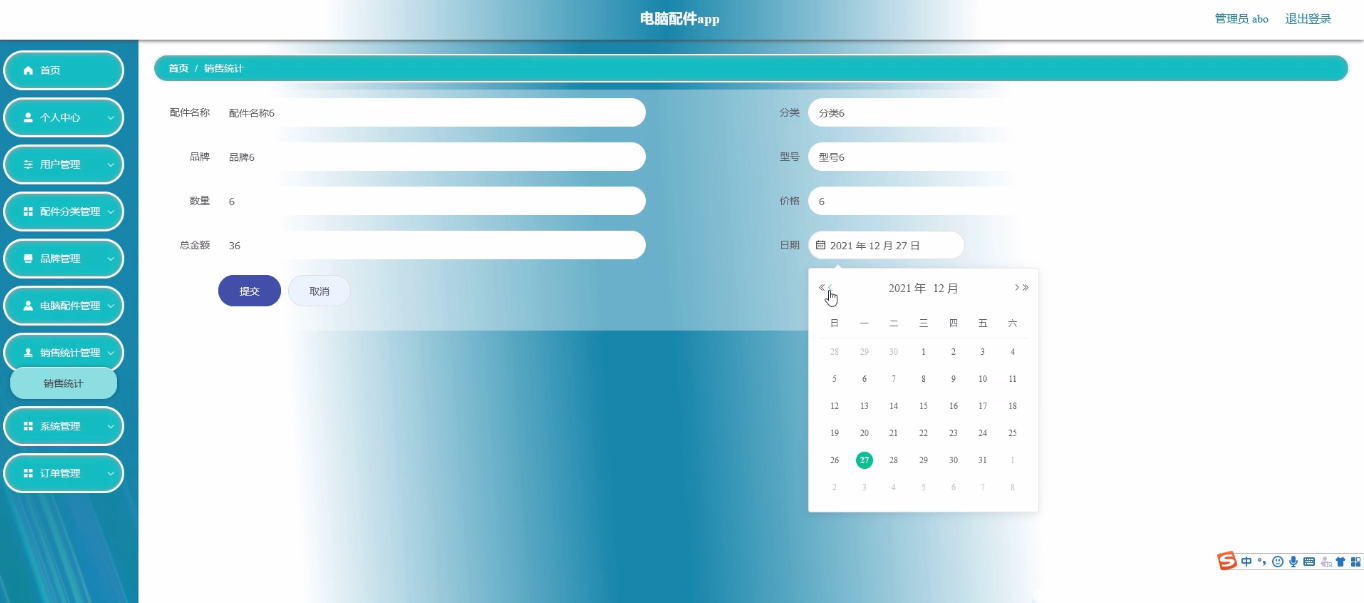 电脑配件app
管理员 abo
退出登录
首页
个人中心
用户管理
配件分类管理
品牌管理
电脑配件管理
销售统计管理
销售统计
系统管理
订单管理
首页 / 销售统计
配件名称 配件名称6
分类 分类6
品牌 品牌6
型号 型号6
数量 6
价格 6
总金额 36
日期 2021 年 12 月 27 日
提交
取消
2021 年 12 月
日 一 二 三 四 五 六
28 29 30 1 2 3 4
5 6 7 8 9 10 11
12 13 14 15 16 17 18
19 20 21 22 23 24 25
26 27 28 29 30 31 1
2 3 4 5 6 7 8
中